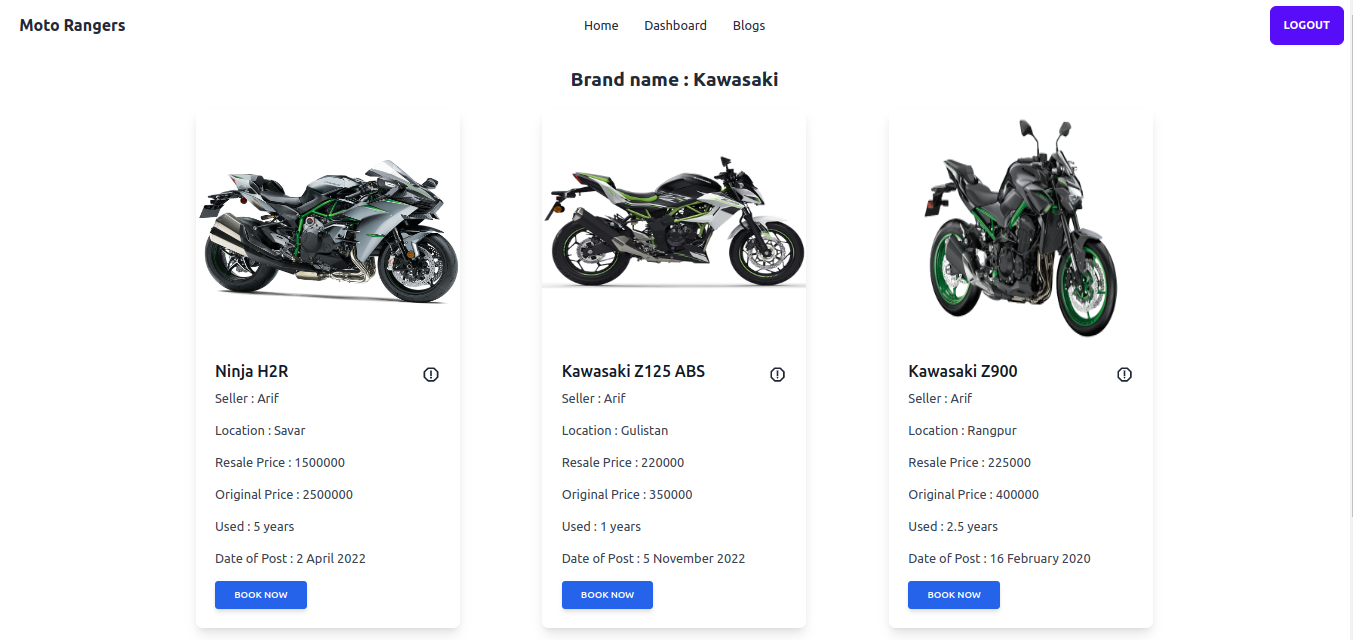 Moto Rangers
Home
Dashboard
Blogs
LOGOUT
Brand name : Kawasaki
Ninja H2R
Seller : Arif
Location : Savar
Resale Price : 1500000
Original Price : 2500000
Used : 5 years
Date of Post : 2 April 2022
BOOK NOW
Kawasaki Z125 ABS
Seller : Arif
Location : Gulistan
Resale Price : 220000
Original Price : 350000
Used : 1 years
Date of Post : 5 November 2022
BOOK NOW
Kawasaki Z900
Seller : Arif
Location : Rangpur
Resale Price : 225000
Original Price : 400000
Used : 2.5 years
Date of Post : 16 February 2020
BOOK NOW